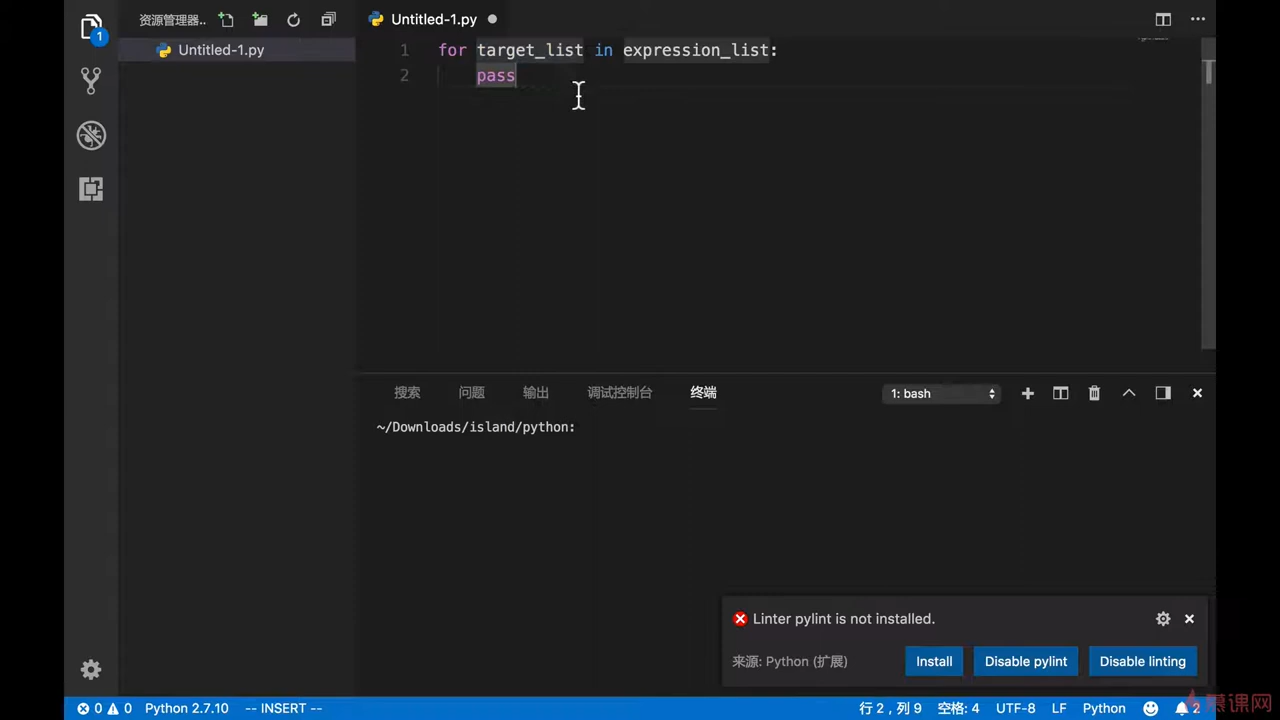 资源管理器..
Untitled-1.py
1
Untitled-1.py
1 for target_list in expression_list:
2 pass
搜索 问题 输出 调试控制台 终端
1: bash
~/Downloads/island/python:
Linter pylint is not installed.
来源: Python (扩展)
Install
Disable pylint
Disable linting
0 0 Python 2.7.10 -- INSERT --
行 2，列 9 空格: 4 UTF-8 LF Python 2
慕课网